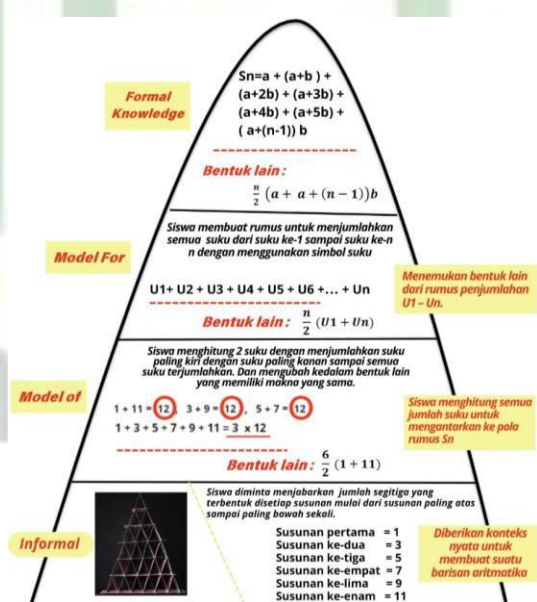 Formal
Knowledge
Sn=a + (a+b ) +
(a+2b) + (a+3b) +
(a+4b) + (a+5b) +
( a+(n-1)) b
Bentuk lain :
n/2 (a + a + (n − 1))b
Model For
Siswa membuat rumus untuk menjumlahkan
semua suku dari suku ke-1 sampai suku ke-n
n dengan menggunakan simbol suku
U1+ U2 + U3 + U4 + U5 + U6 +... + Un
Bentuk lain : n/2 (U1 + Un)
Menemukan bentuk lain
dari rumus penjumlahan
U1 – Un.
Model of
Siswa menghitung 2 suku dengan menjumlahkan suku
paling kiri dengan suku paling kanan sampai semua
suku terjumlahkan. Dan mengubah kedalam bentuk lain
yang memiliki makna yang sama.
1 + 11 = 12, 3 + 9 = 12, 5 + 7 = 12
1 + 3 + 5 + 7 + 9 + 11 = 3 x 12
Bentuk lain : 6/2 (1 + 11)
Siswa menghitung semua
jumlah suku untuk
mengantarkan ke pola
rumus Sn
Informal
Siswa diminta menjabarkan jumlah segitiga yang
terbentuk disetiap susunan mulai dari susunan paling atas
sampai paling bawah sekali.
Susunan pertama = 1
Susunan ke-dua = 3
Susunan ke-tiga = 5
Susunan ke-empat = 7
Susunan ke-lima = 9
Susunan ke-enam = 11
Diberikan konteks
nyata untuk
membuat suatu
barisan aritmatika